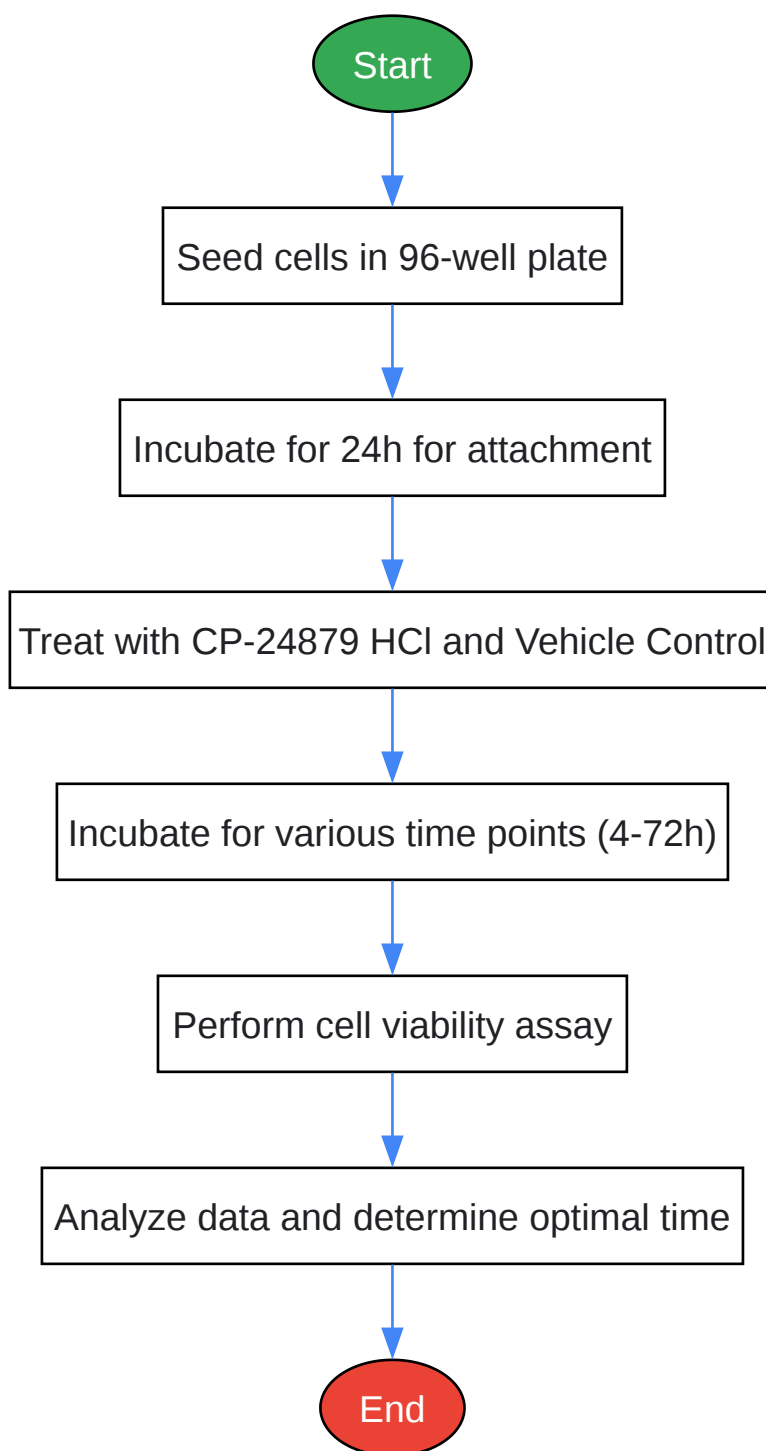 Start
Seed cells in 96-well plate
Incubate for 24h for attachment
Treat with CP-24879 HCl and Vehicle Control
Incubate for various time points (4-72h)
Perform cell viability assay
Analyze data and determine optimal time
End